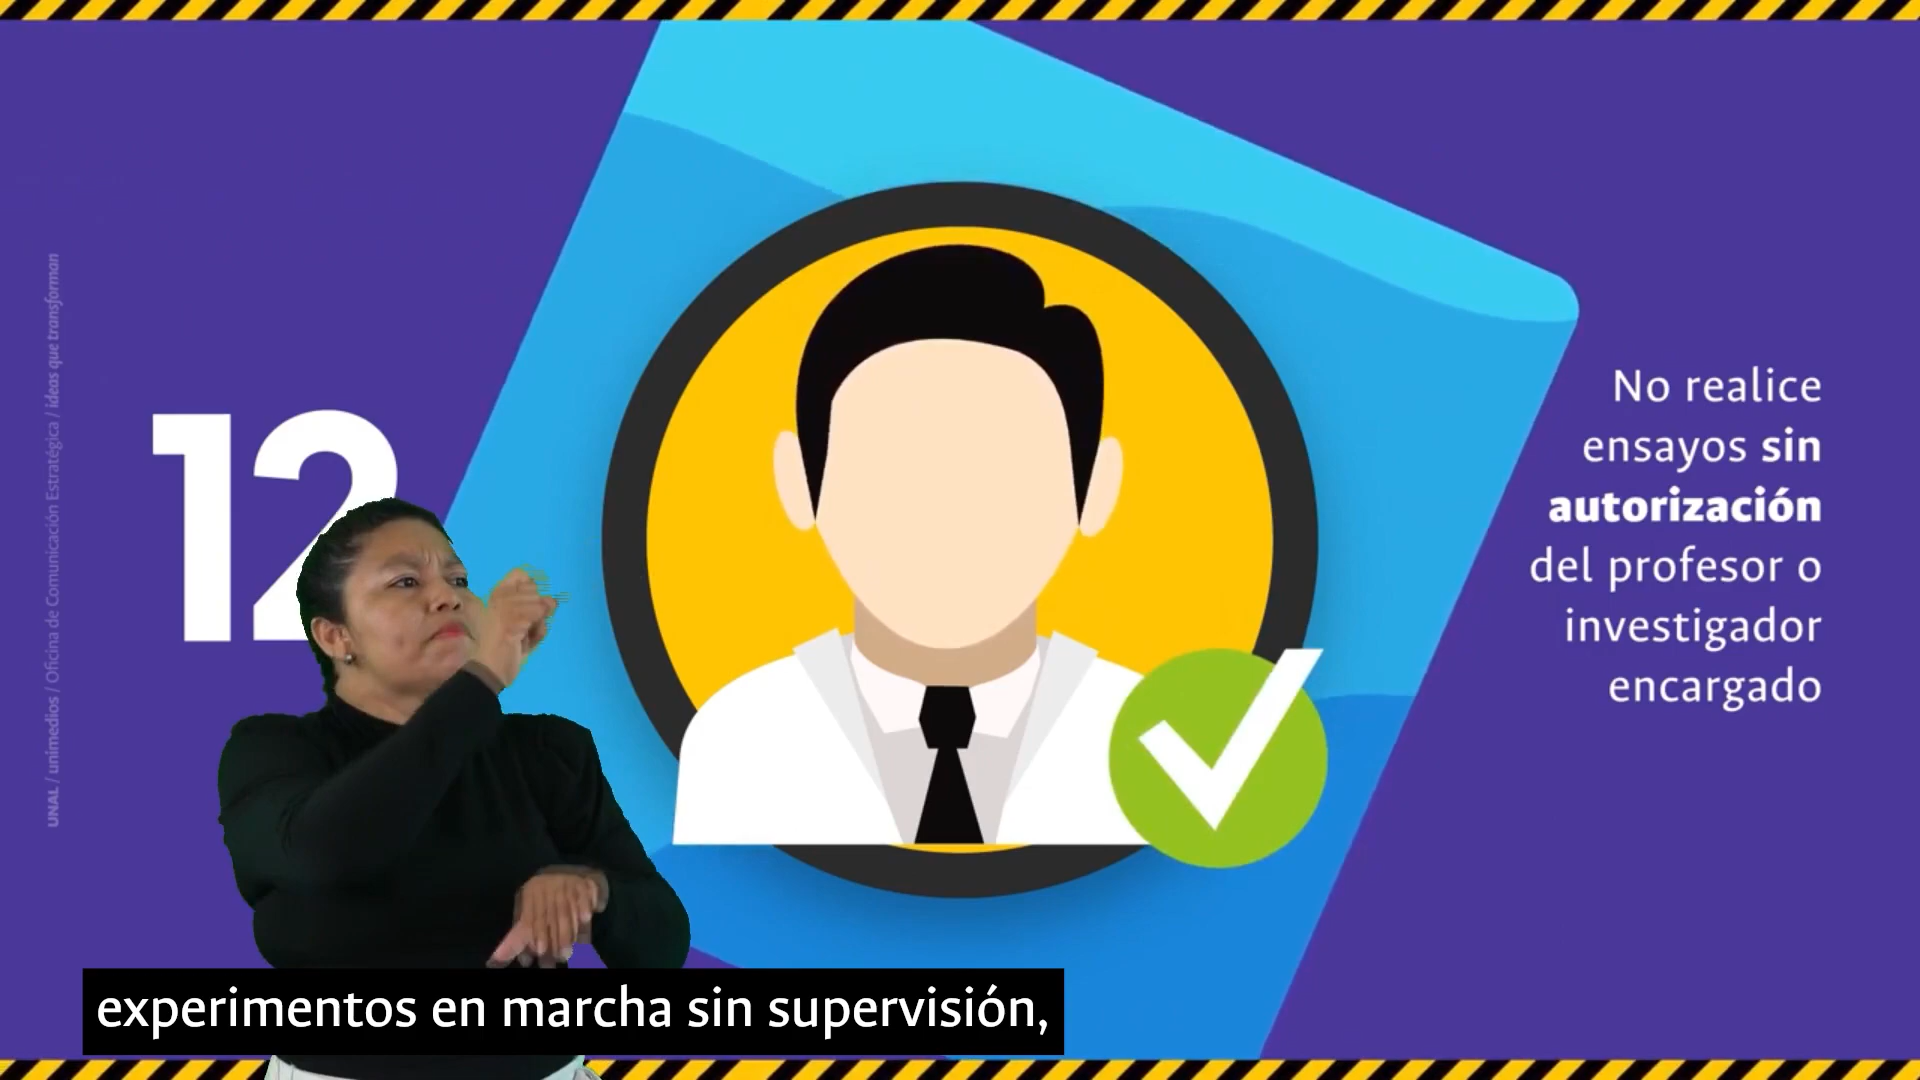 UNAL / unimedios / Oficina de Comunicación Estratégica / ideas que transforman
12
No realice
ensayos sin
autorización
del profesor o
investigador
encargado
experimentos en marcha sin supervisión,